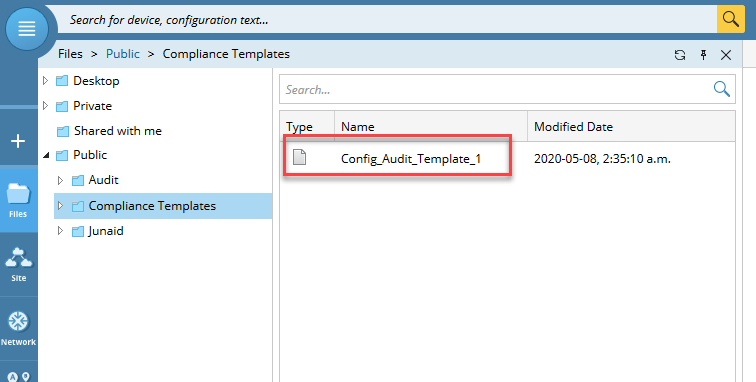 Search for device, configuration text...
Files > Public > Compliance Templates
Desktop
Private
Shared with me
Public
Audit
Compliance Templates
Junaid
Files
Site
Network
Search...
Type Name Modified Date
Config_Audit_Template_1 2020-05-08, 2:35:10 a.m.